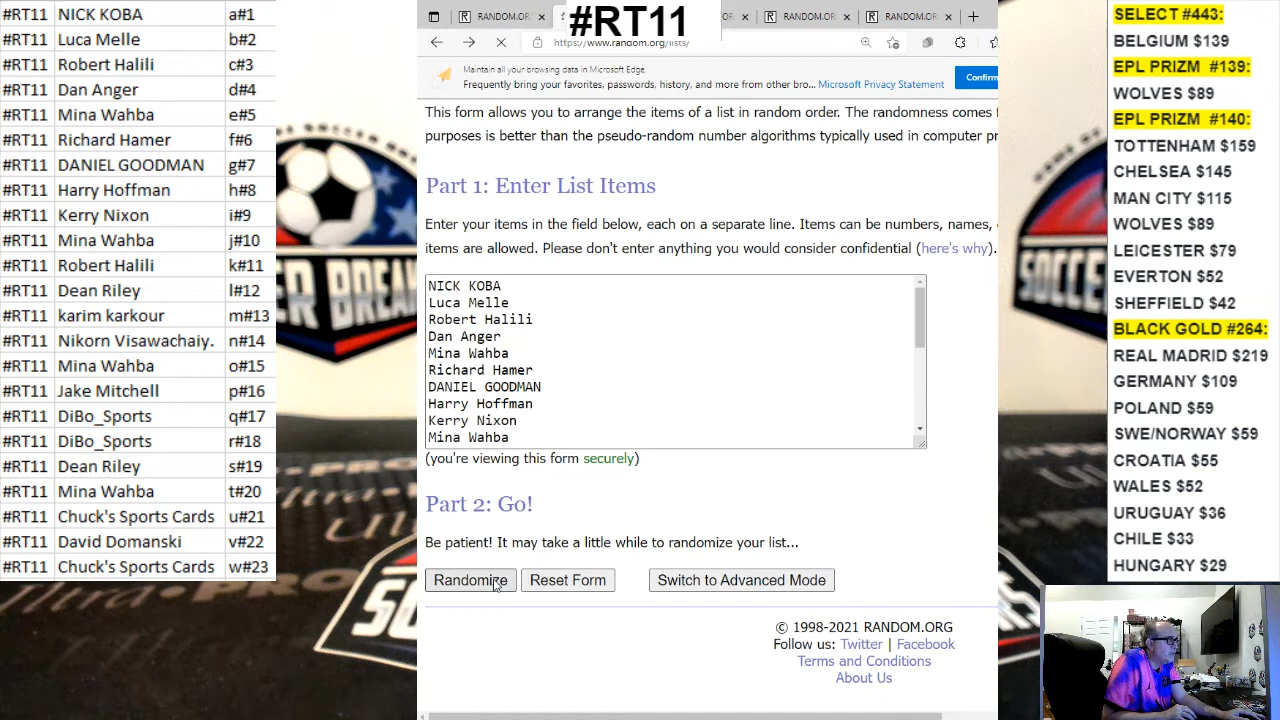 #RT11 NICK KOBA a#1
#RT11 Luca Melle b#2
#RT11 Robert Halili c#3
#RT11 Dan Anger d#4
#RT11 Mina Wahba e#5
#RT11 Richard Hamer f#6
#RT11 DANIEL GOODMAN g#7
#RT11 Harry Hoffman h#8
#RT11 Kerry Nixon i#9
#RT11 Mina Wahba j#10
#RT11 Robert Halili k#11
#RT11 Dean Riley l#12
#RT11 karim karkour m#13
#RT11 Nikorn Visawachaiy. n#14
#RT11 Mina Wahba o#15
#RT11 Jake Mitchell p#16
#RT11 DiBo_Sports q#17
#RT11 DiBo_Sports r#18
#RT11 Dean Riley s#19
#RT11 Mina Wahba t#20
#RT11 Chuck's Sports Cards u#21
#RT11 David Domanski v#22
#RT11 Chuck's Sports Cards w#23
#RT11
RANDOM.OR
RANDOM.OR
RANDOM.OR
https://www.random.org/lists/
Maintain all your browsing data in Microsoft Edge.
Frequently bring your favorites, passwords, history, and more from other bro... Microsoft Privacy Statement
Confirm
This form allows you to arrange the items of a list in random order. The randomness comes f
purposes is better than the pseudo-random number algorithms typically used in computer pr
Part 1: Enter List Items
Enter your items in the field below, each on a separate line. Items can be numbers, names,
items are allowed. Please don't enter anything you would consider confidential (here's why).
NICK KOBA
Luca Melle
Robert Halili
Dan Anger
Mina Wahba
Richard Hamer
DANIEL GOODMAN
Harry Hoffman
Kerry Nixon
Mina Wahba
(you're viewing this form securely)
Part 2: Go!
Be patient! It may take a little while to randomize your list...
Randomize Reset Form Switch to Advanced Mode
© 1998-2021 RANDOM.ORG
Follow us: Twitter | Facebook
Terms and Conditions
About Us
SELECT #443:
BELGIUM $139
EPL PRIZM #139:
WOLVES $89
EPL PRIZM #140:
TOTTENHAM $159
CHELSEA $145
MAN CITY $115
WOLVES $89
LEICESTER $79
EVERTON $52
SHEFFIELD $42
BLACK GOLD #264:
REAL MADRID $219
GERMANY $109
POLAND $59
SWE/NORWAY $59
CROATIA $55
WALES $52
URUGUAY $36
CHILE $33
HUNGARY $29